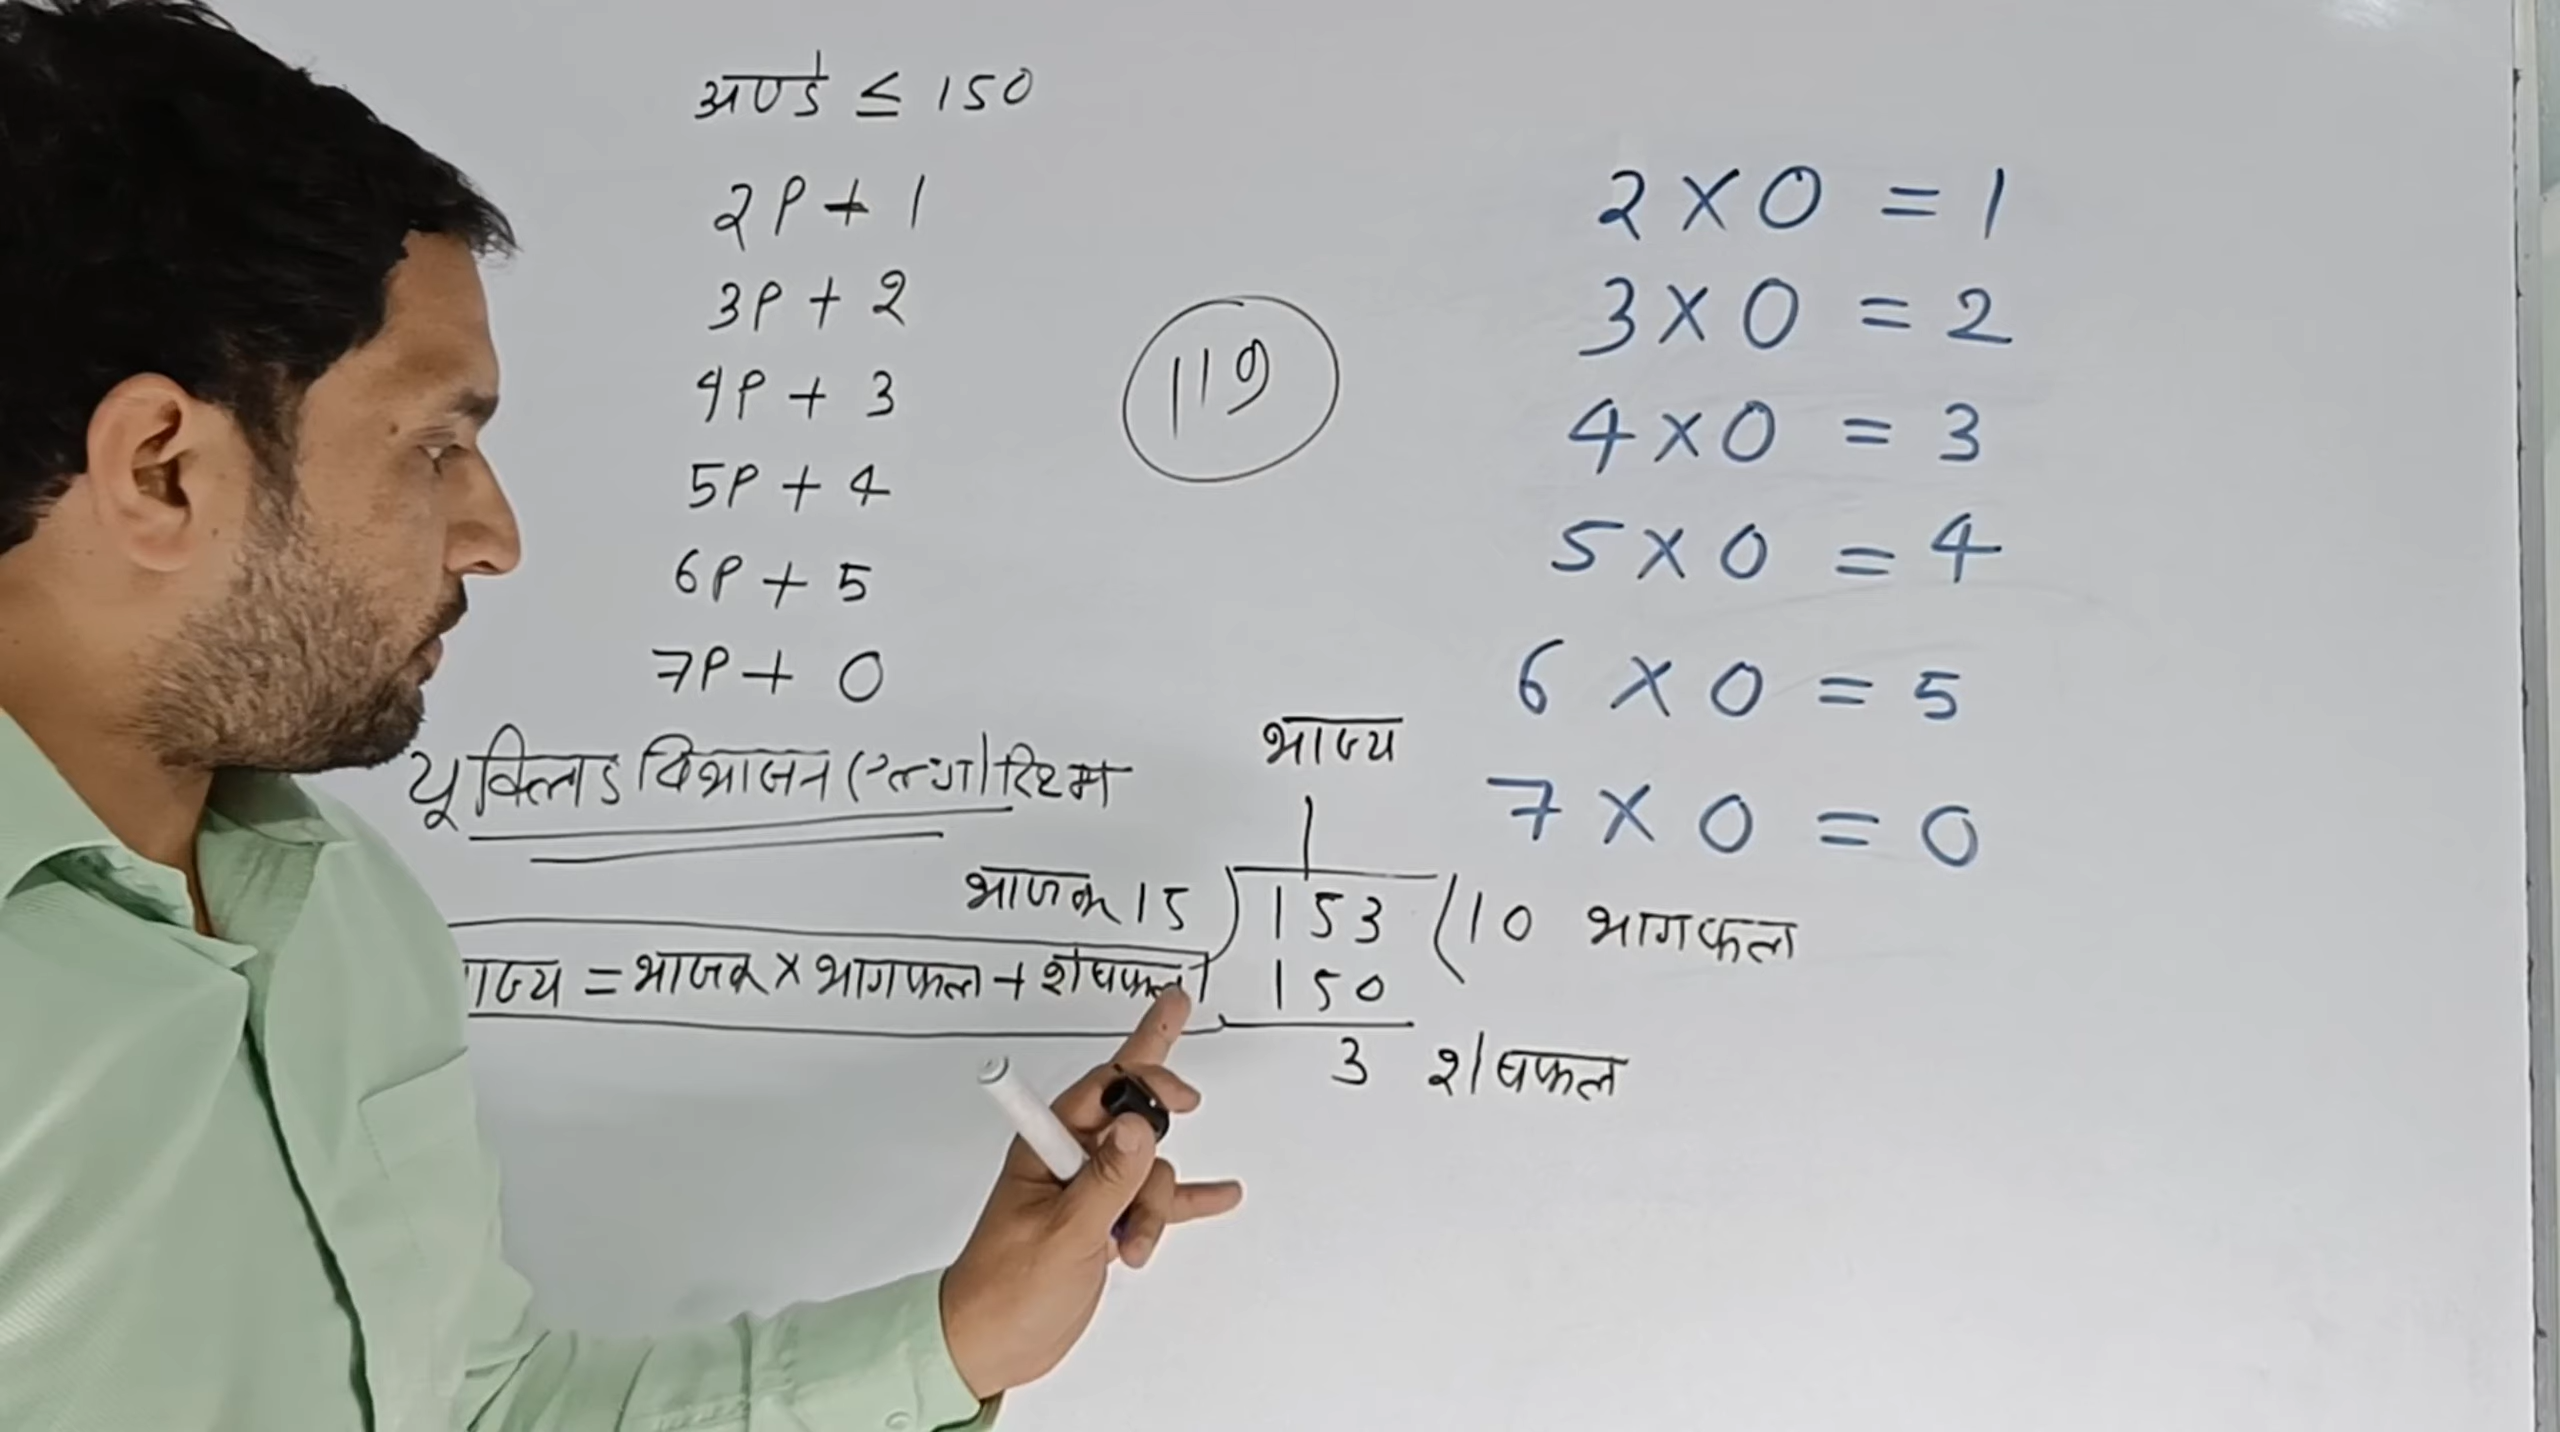 अण्डे ≤ 150
2P + 1
3P + 2
4P + 3
5P + 4
6P + 5
7P + 0
119
2 × 0 = 1
3 × 0 = 2
4 × 0 = 3
5 × 0 = 4
6 × 0 = 5
7 × 0 = 0
यूक्लिड विभाजन एल्गोरिदम
भाज्य
भाजक 15 ) 153 ( 10 भागफल
150
3 शेषफल
ाज्य = भाजक × भागफल + शेषफल